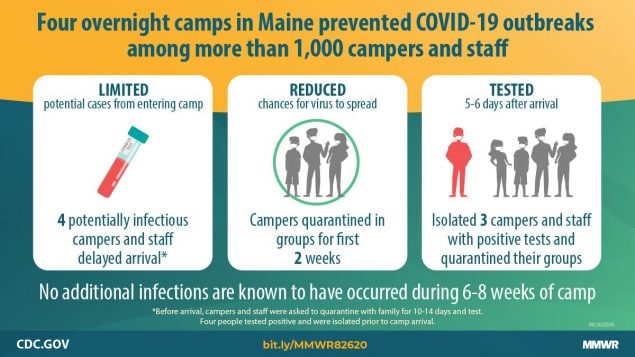 Four overnight camps in Maine prevented COVID-19 outbreaks
among more than 1,000 campers and staff
LIMITED
potential cases from entering camp
4 potentially infectious
campers and staff
delayed arrival*
REDUCED
chances for virus to spread
Campers quarantined in
groups for first
2 weeks
TESTED
5-6 days after arrival
Isolated 3 campers and staff
with positive tests and
quarantined their groups
No additional infections are known to have occurred during 6-8 weeks of camp
*Before arrival, campers and staff were asked to quarantine with family for 10-14 days and test.
Four people tested positive and were isolated prior to camp arrival.
CDC.GOV
bit.ly/MMWR82620
MMWR